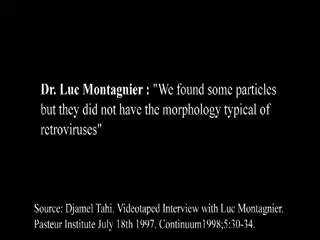 Dr. Luc Montagnier : "We found some particles
but they did not have the morphology typical of
retroviruses"
Source: Djamel Tahi. Videotaped Interview with Luc Montagnier.
Pasteur Institute July 18th 1997. Continuum1998;5:30-34.